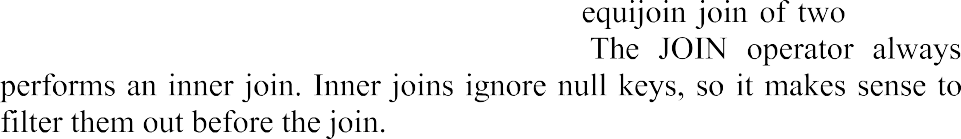 equijoin join of two
The JOIN operator always
performs an inner join. Inner joins ignore null keys, so it makes sense to
filter them out before the join.